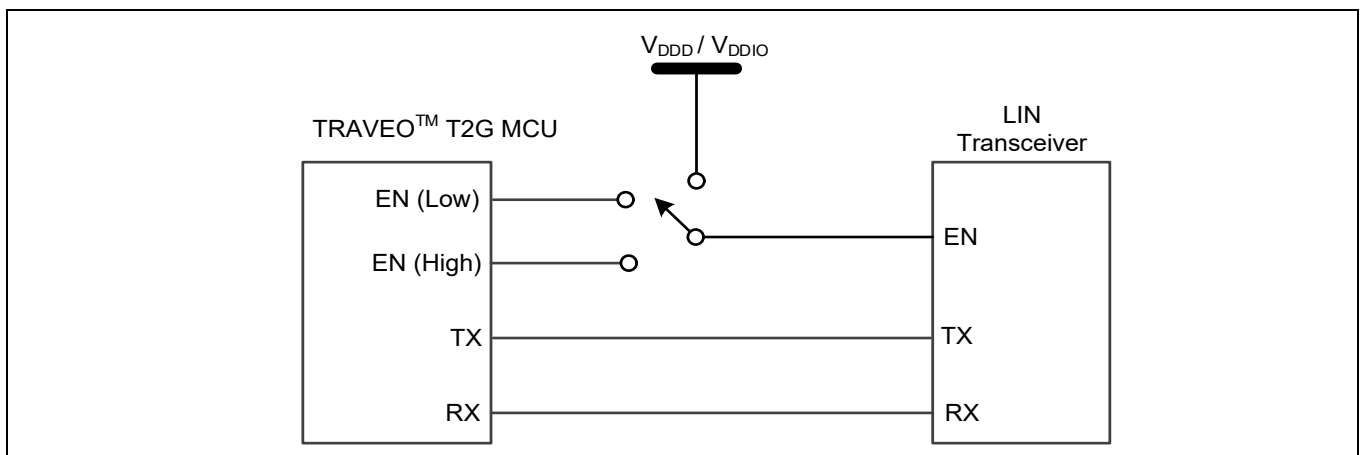 VDDD / VDDIO
TRAVEO™ T2G MCU
LIN
Transceiver
EN (Low)
EN (High)
EN
TX
TX
RX
RX